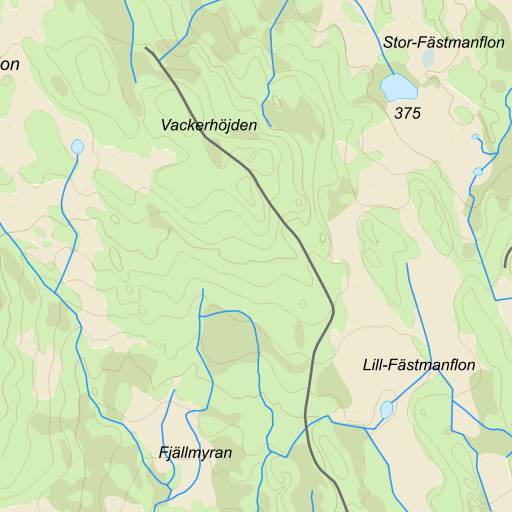 Stor-Fästmanflon
on
375
Vackerhöjden
Lill-Fästmanflon
Fjällmyran